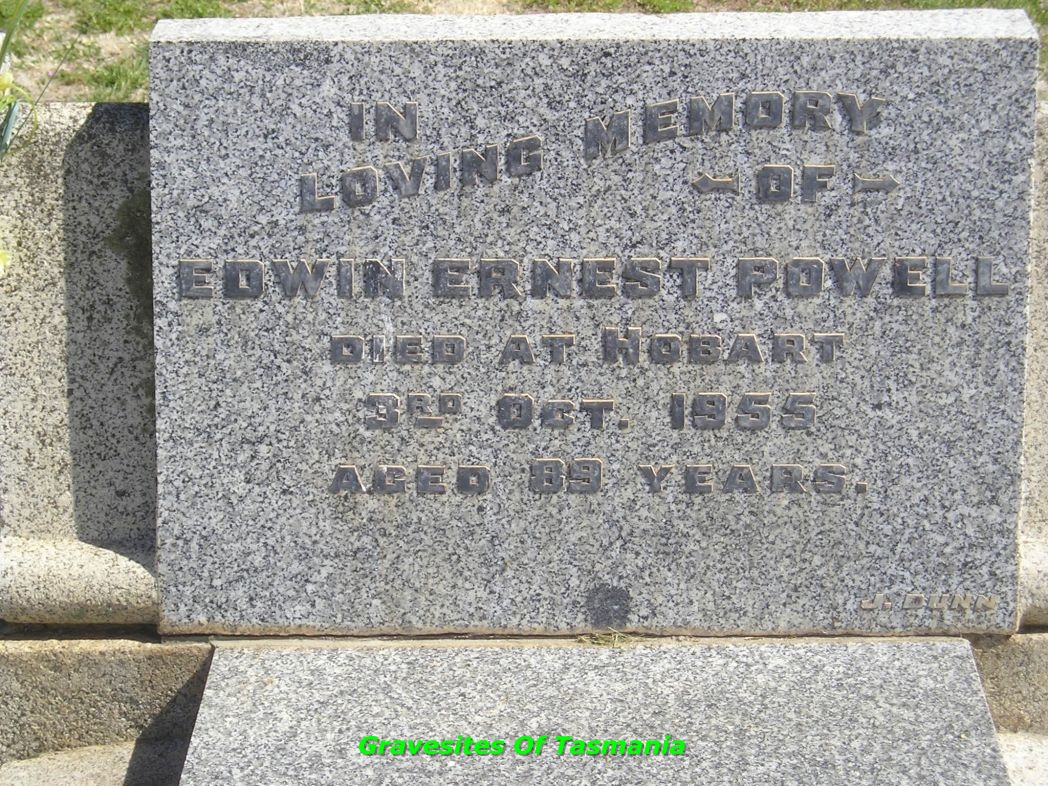 IN
LOVING MEMORY
OF
EDWIN ERNEST POWELL
DIED AT HOBART
3RD OCT. 1955
AGED 89 YEARS.
J. DUNN
Gravesites Of Tasmania